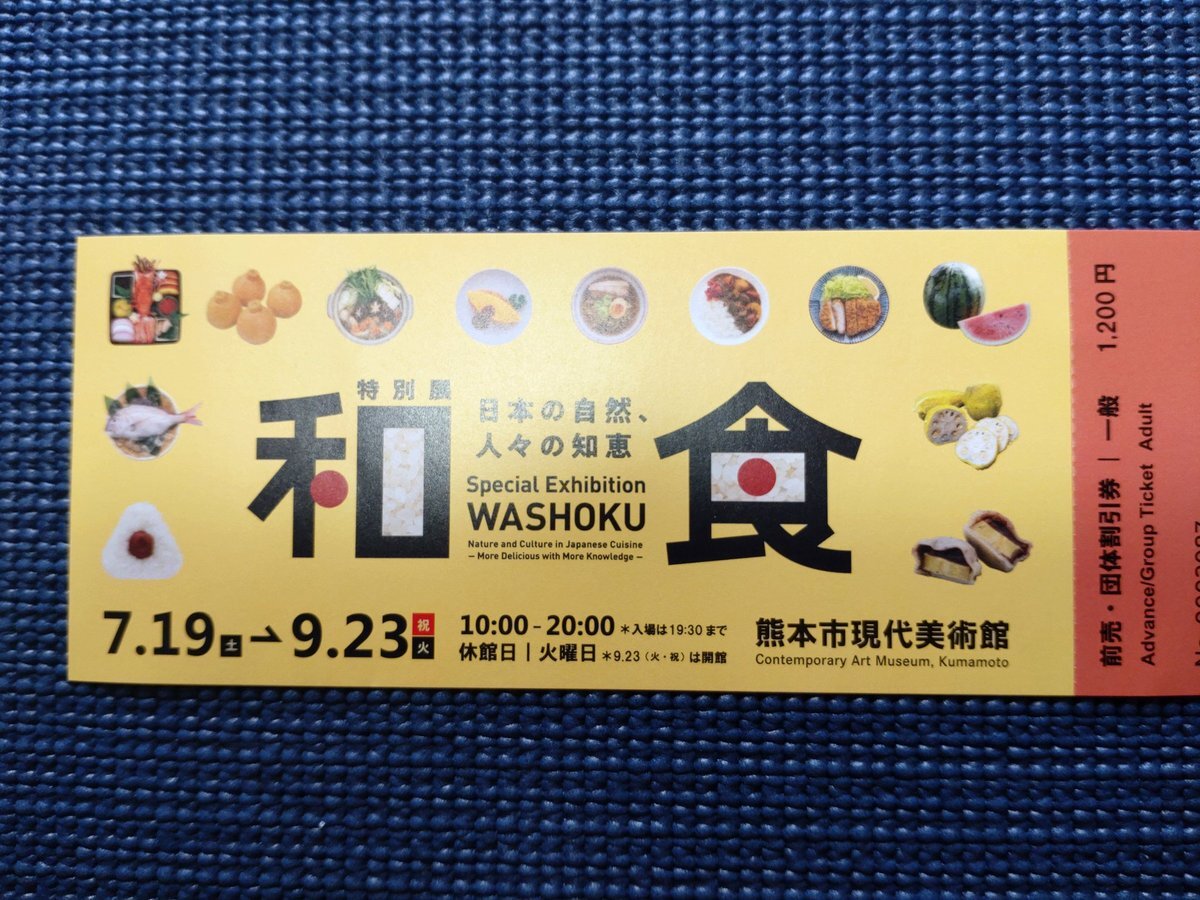 特別展
和食
日本の自然、
人々の知恵
Special Exhibition
WASHOKU
Nature and Culture in Japanese Cuisine
— More Delicious with More Knowledge —
7.19 土 → 9.23 祝 火
10:00 – 20:00 *入場は19:30まで
休館日|火曜日 *9.23(火・祝)は開館
熊本市現代美術館
Contemporary Art Museum, Kumamoto
前売・団体割引券|一般 1,200円
Advance/Group Ticket Adult